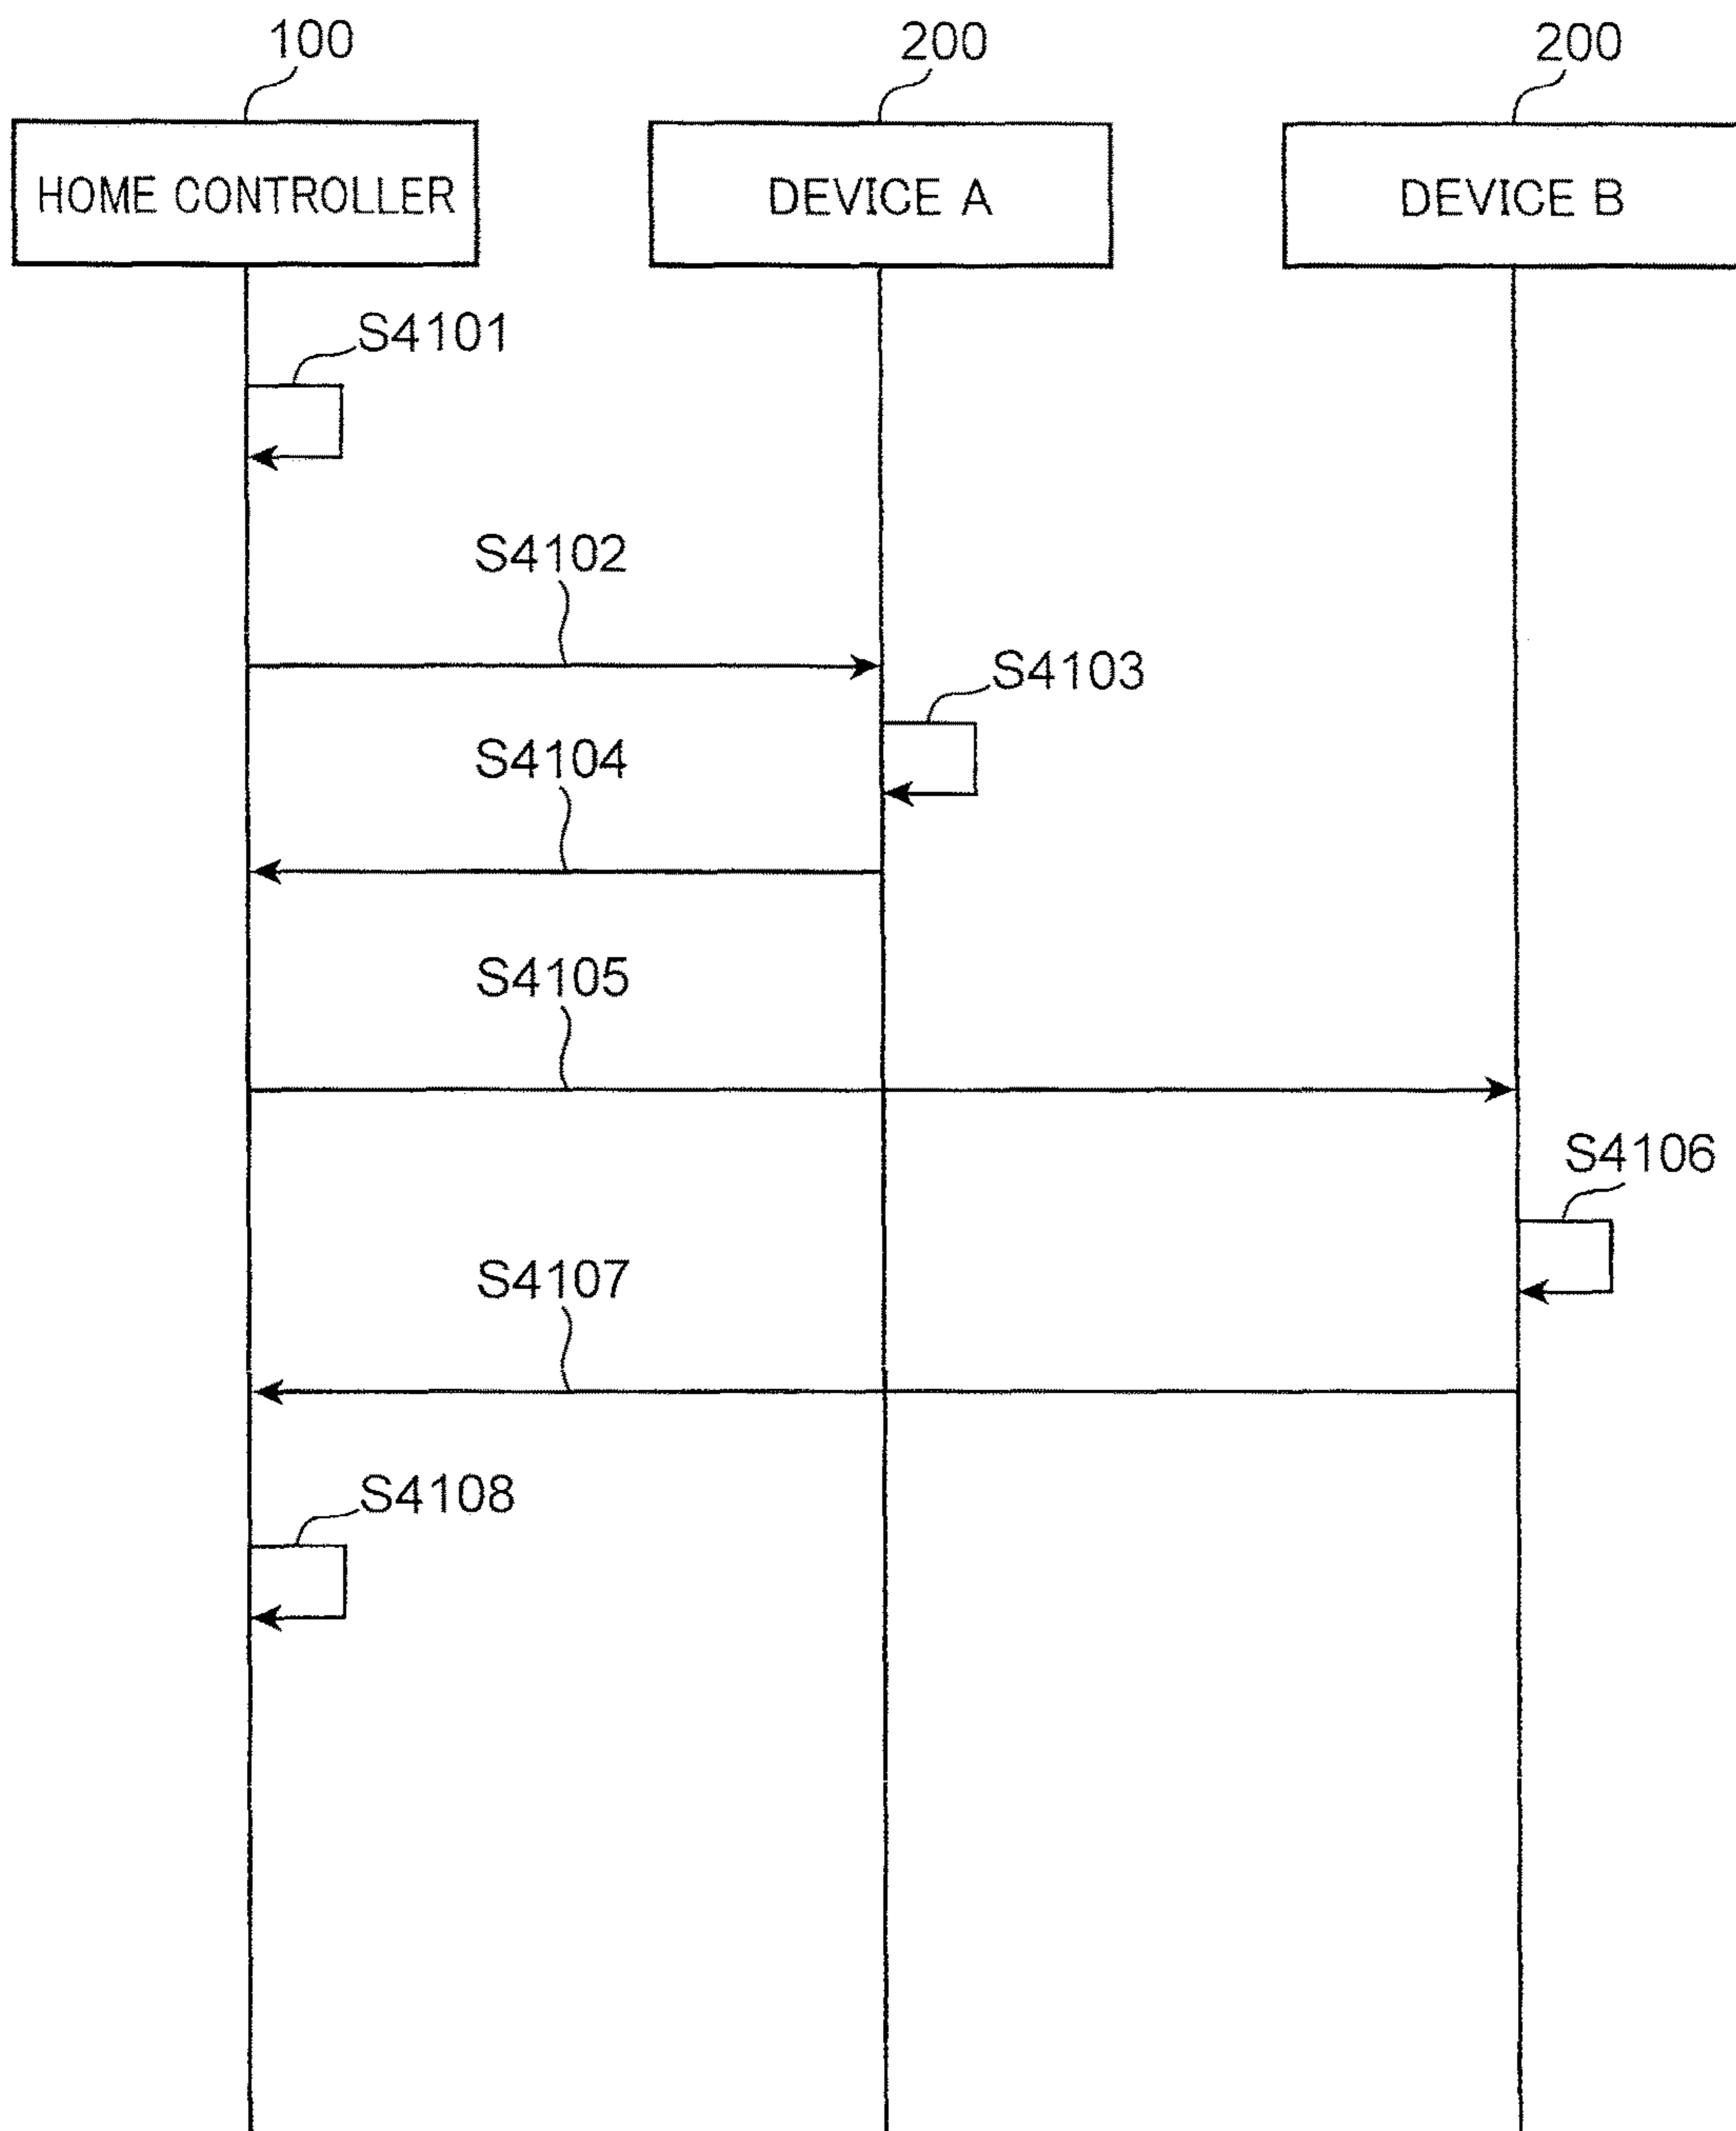 100
200
200
HOME CONTROLLER
DEVICE A
DEVICE B
S4101
S4102
S4103
S4104
S4105
S4106
S4107
S4108